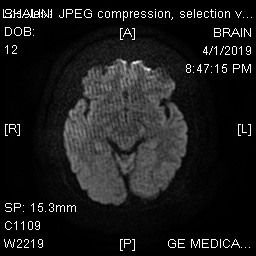 JPEG compression, selection v...
DOB:
[A]
BRAIN
12
4/1/2019
8:47:15 PM
[R]
[L]
SP: 15.3mm
C1109
W2219
[P]
GE MEDICA...